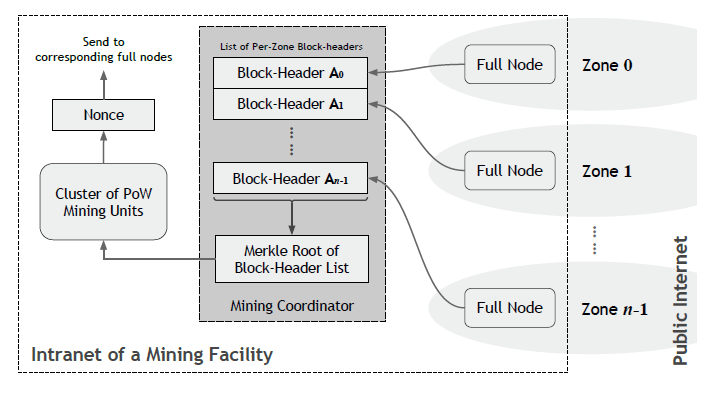 Send to
corresponding full nodes
Nonce
Cluster of PoW
Mining Units
List of Per-Zone Block-headers
Block-Header A0
Block-Header A1
Block-Header An-1
Merkle Root of
Block-Header List
Mining Coordinator
Full Node
Zone 0
Full Node
Zone 1
Full Node
Zone n-1
Public Internet
Intranet of a Mining Facility